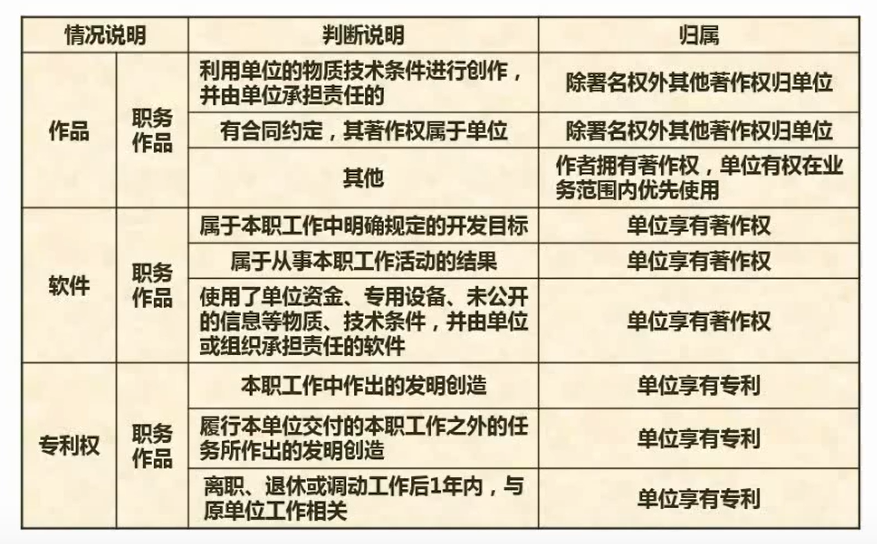 情况说明
判断说明
归属
作品
职务
作品
利用单位的物质技术条件进行创作，
并由单位承担责任的
除署名权外其他著作权归单位
有合同约定，其著作权属于单位
除署名权外其他著作权归单位
其他
作者拥有著作权，单位有权在业
务范围内优先使用
软件
职务
作品
属于本职工作中明确规定的开发目标
单位享有著作权
属于从事本职工作活动的结果
单位享有著作权
使用了单位资金、专用设备、未公开
的信息等物质、技术条件，并由单位
或组织承担责任的软件
单位享有著作权
专利权
职务
作品
本职工作中作出的发明创造
单位享有专利
履行本单位交付的本职工作之外的任
务所作出的发明创造
单位享有专利
离职、退休或调动工作后1年内，与
原单位工作相关
单位享有专利